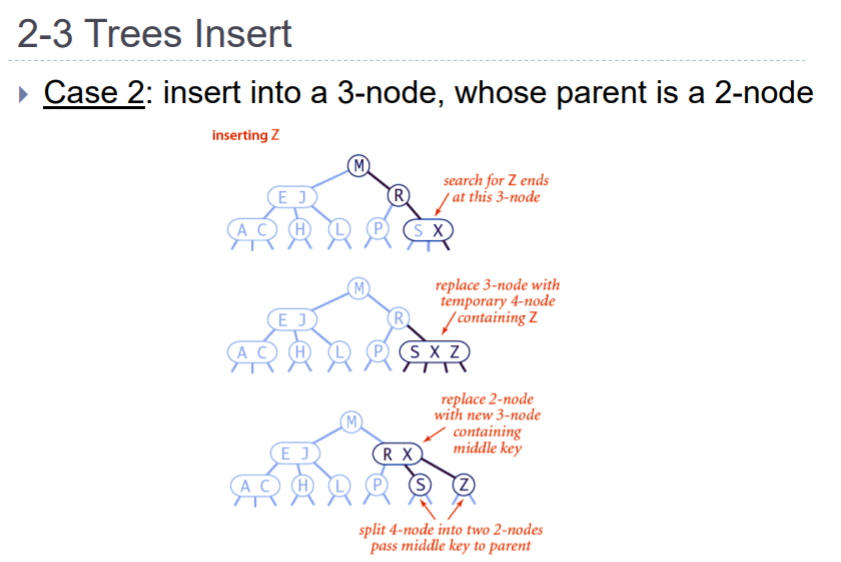 2-3 Trees Insert
Case 2: insert into a 3-node, whose parent is a 2-node
inserting Z
M
search for Z ends
at this 3-node
E J
R
A C
H
L
P
S X
M
replace 3-node with
temporary 4-node
containing Z
E J
R
A C
H
L
P
S X Z
replace 2-node
with new 3-node
containing
middle key
M
E J
R X
A C
H
L
P
S
Z
split 4-node into two 2-nodes
pass middle key to parent